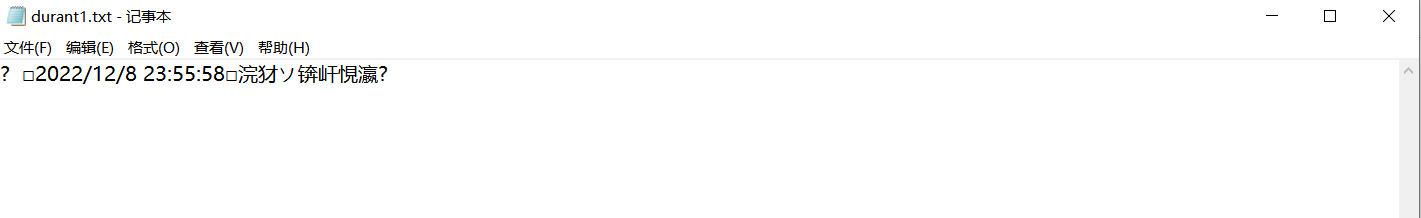 durant1.txt - 记事本
文件(F) 编辑(E) 格式(O) 查看(V) 帮助(H)
? □2022/12/8 23:55:58□浣犲ソ锛屽悓瀛?